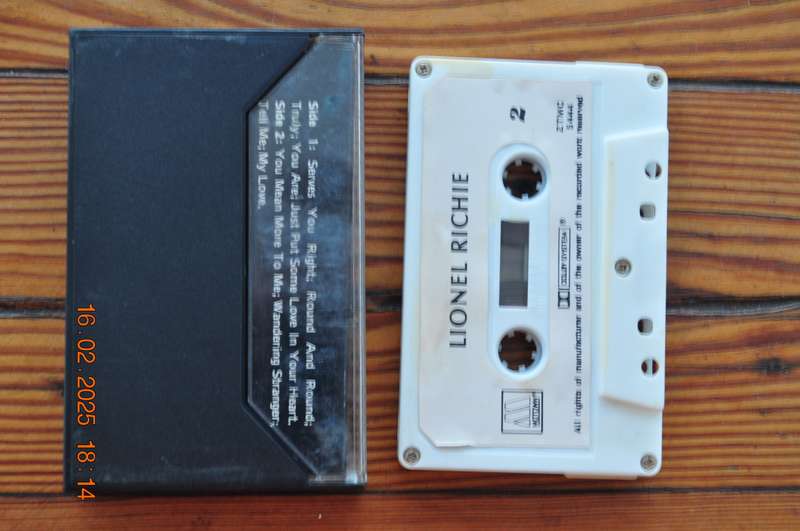 Side 1: Serves You Right; Round And Round;
Truly; You Are; Just Put Some Love In Your Heart.
Side 2: You Mean More To Me; Wandering Stranger;
Tell Me; My Love.
LIONEL RICHIE
2
DOLBY SYSTEM ®
MOTOWN
All rights of manufacturer and of the owner of the recorded work reserved
16.02.2025 18:14